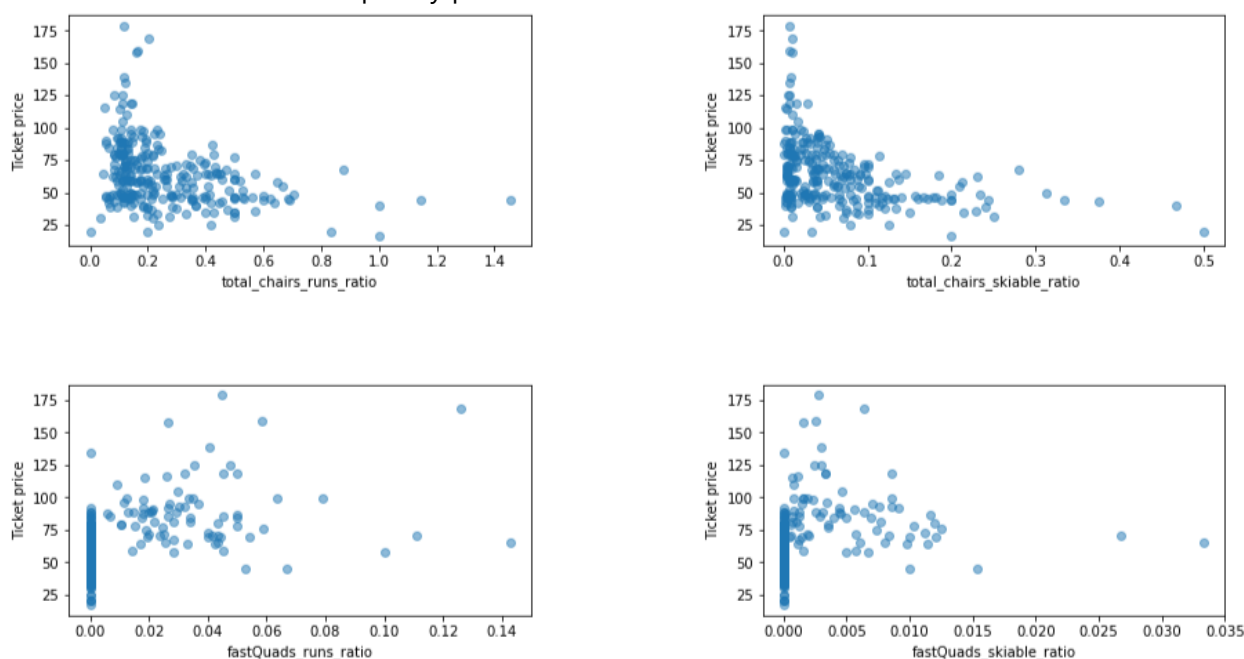 175
150
125
100
75
50
25
Ticket price
0.0 0.2 0.4 0.6 0.8 1.0 1.2 1.4
total_chairs_runs_ratio
175
150
125
100
75
50
25
Ticket price
0.0 0.1 0.2 0.3 0.4 0.5
total_chairs_skiable_ratio
175
150
125
100
75
50
25
Ticket price
0.00 0.02 0.04 0.06 0.08 0.10 0.12 0.14
fastQuads_runs_ratio
175
150
125
100
75
50
25
Ticket price
0.000 0.005 0.010 0.015 0.020 0.025 0.030 0.035
fastQuads_skiable_ratio